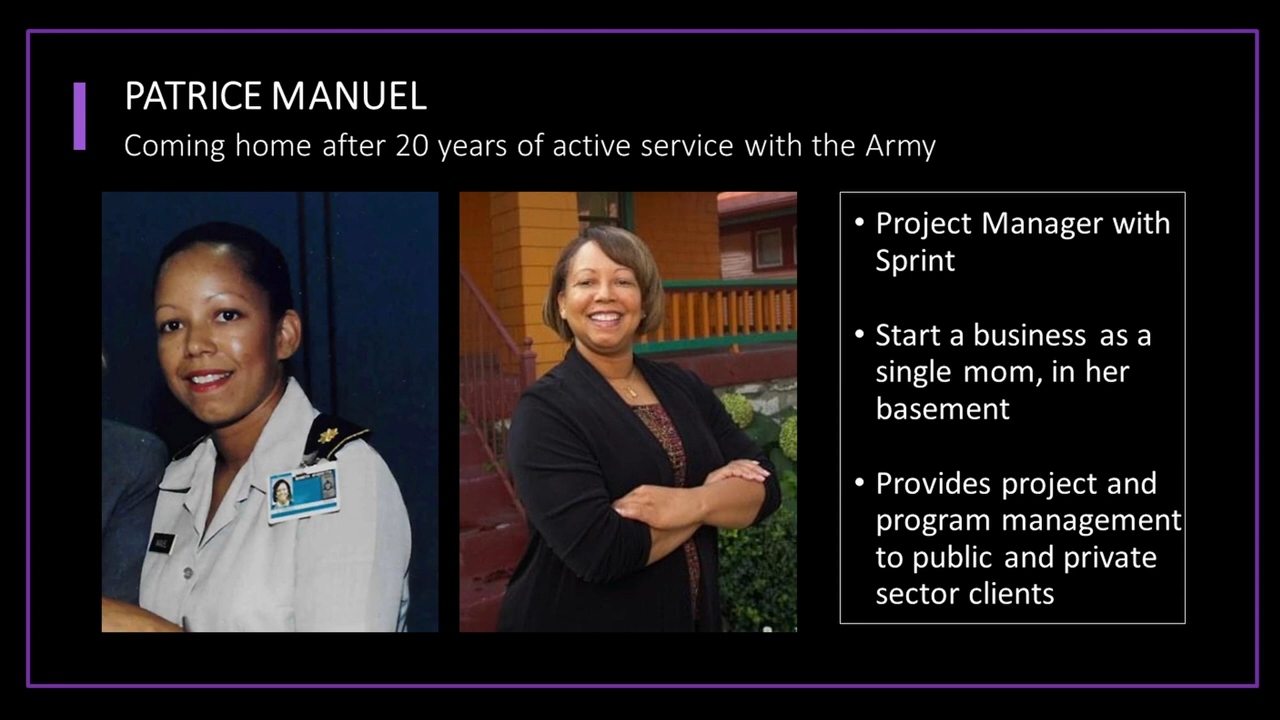 PATRICE MANUEL
Coming home after 20 years of active service with the Army
• Project Manager with
Sprint
• Start a business as a
single mom, in her
basement
• Provides project and
program management
to public and private
sector clients